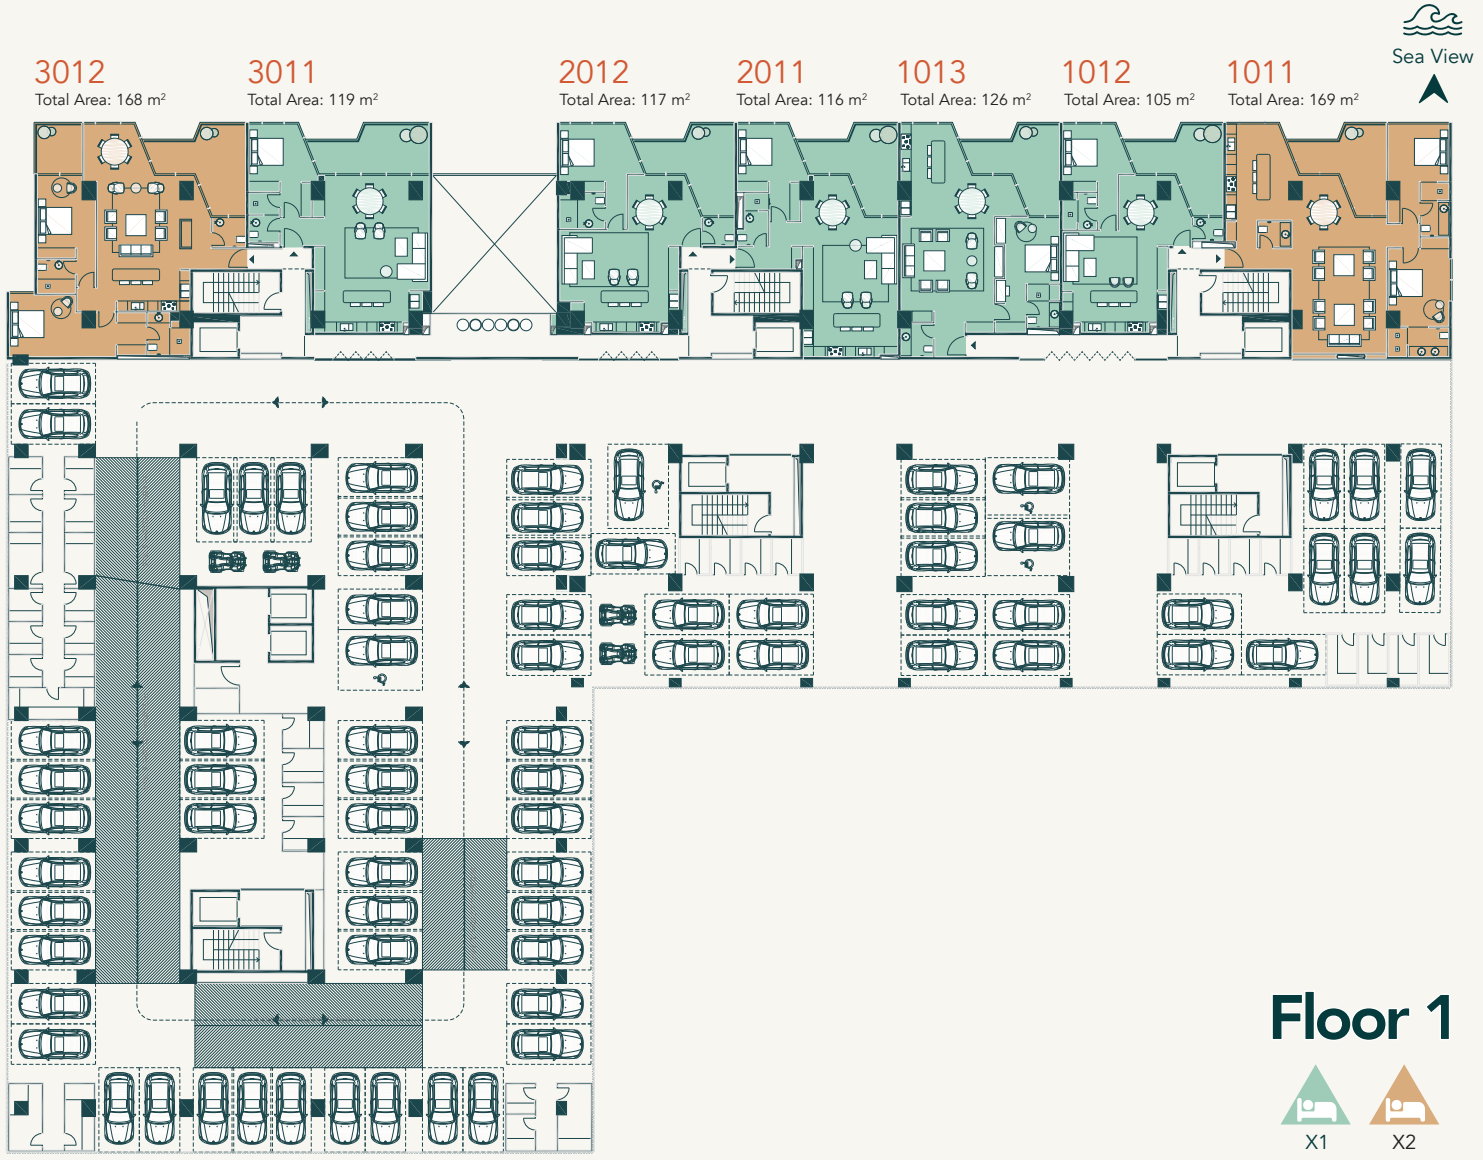 Sea View
3012
Total Area: 168 m²
3011
Total Area: 119 m²
2012
Total Area: 117 m²
2011
Total Area: 116 m²
1013
Total Area: 126 m²
1012
Total Area: 105 m²
1011
Total Area: 169 m²
Floor 1
X1
X2